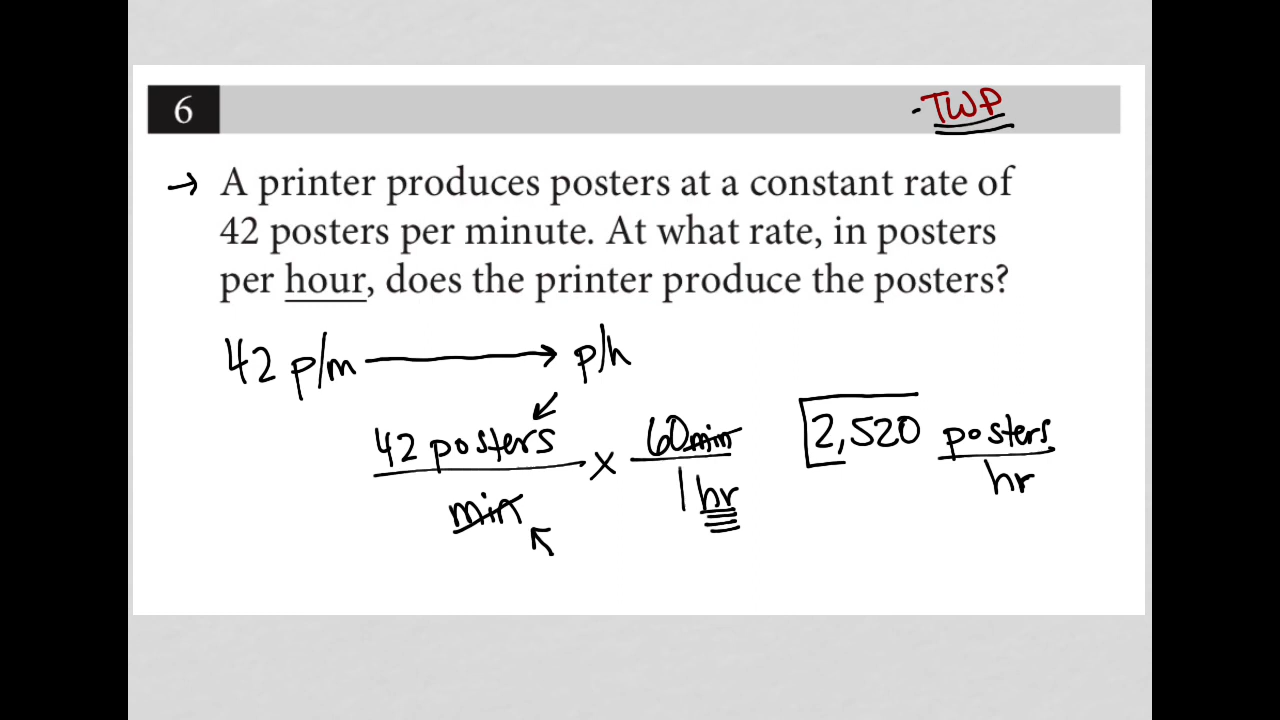 6
-TWP
→ A printer produces posters at a constant rate of
42 posters per minute. At what rate, in posters
per hour, does the printer produce the posters?
42 p/m → p/h
42 posters / min × 60 min / 1 hr 2,520 posters / hr